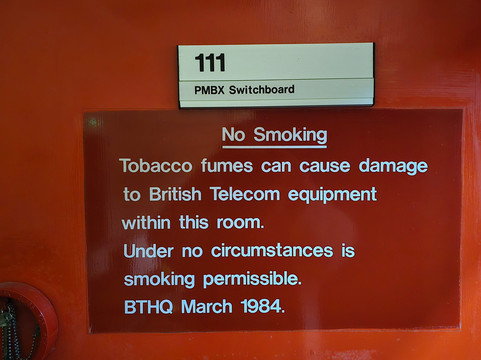 111
PMBX Switchboard
No Smoking
Tobacco fumes can cause damage
to British Telecom equipment
within this room.
Under no circumstances is
smoking permissible.
BTHQ March 1984.